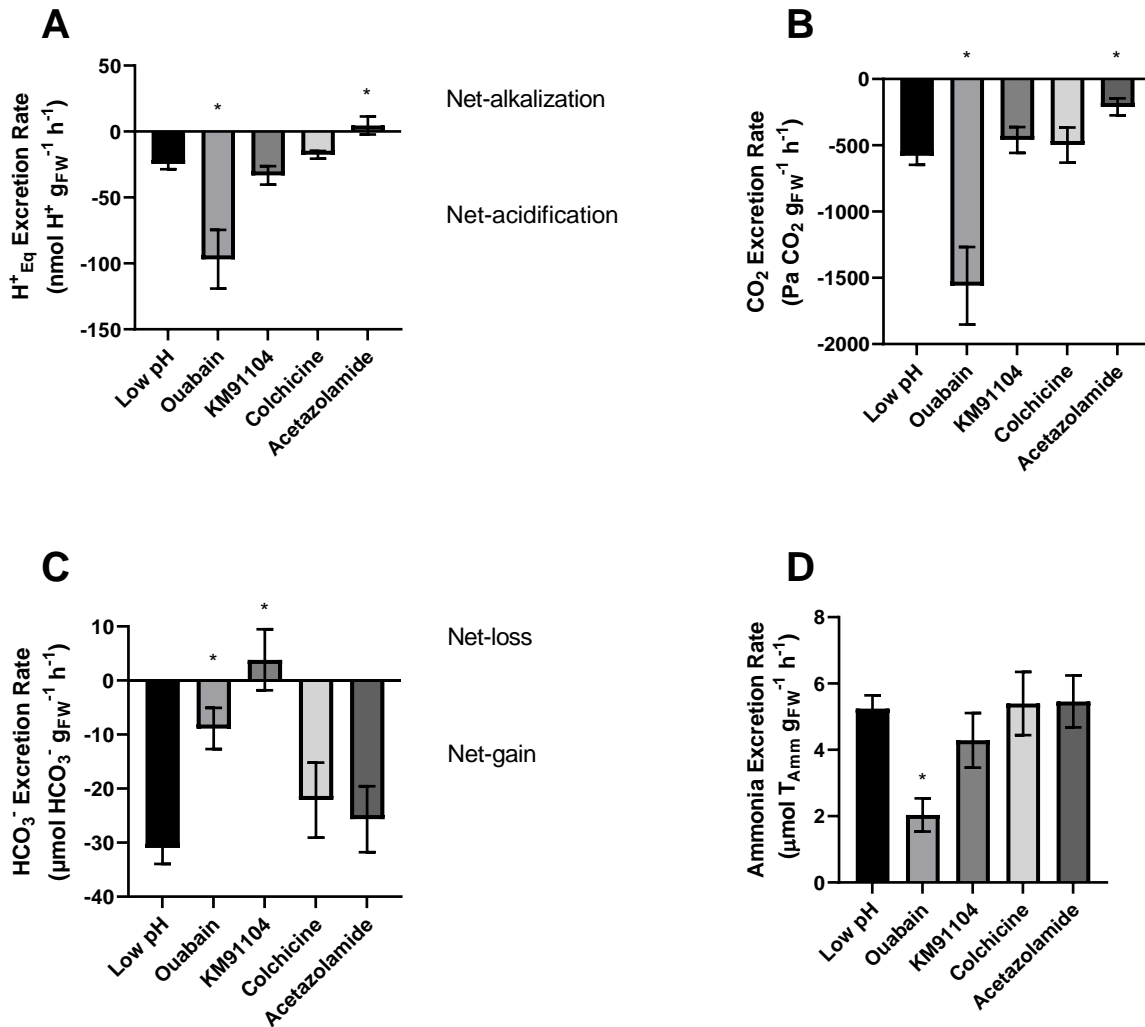 A
H⁺Eq Excretion Rate
(nmol H⁺ gFW⁻¹ h⁻¹)
50
0
-50
-100
-150
*
*
Low pH
Ouabain
KM91104
Colchicine
Acetazolamide
Net-alkalization
Net-acidification
B
CO₂ Excretion Rate
(Pa CO₂ gFW⁻¹ h⁻¹)
0
-500
-1000
-1500
-2000
*
*
Low pH
Ouabain
KM91104
Colchicine
Acetazolamide
C
HCO₃⁻ Excretion Rate
(µmol HCO₃⁻ gFW⁻¹ h⁻¹)
10
0
-10
-20
-30
-40
*
*
Low pH
Ouabain
KM91104
Colchicine
Acetazolamide
Net-loss
Net-gain
D
Ammonia Excretion Rate
(µmol TAmm gFW⁻¹ h⁻¹)
8
6
4
2
0
*
Low pH
Ouabain
KM91104
Colchicine
Acetazolamide